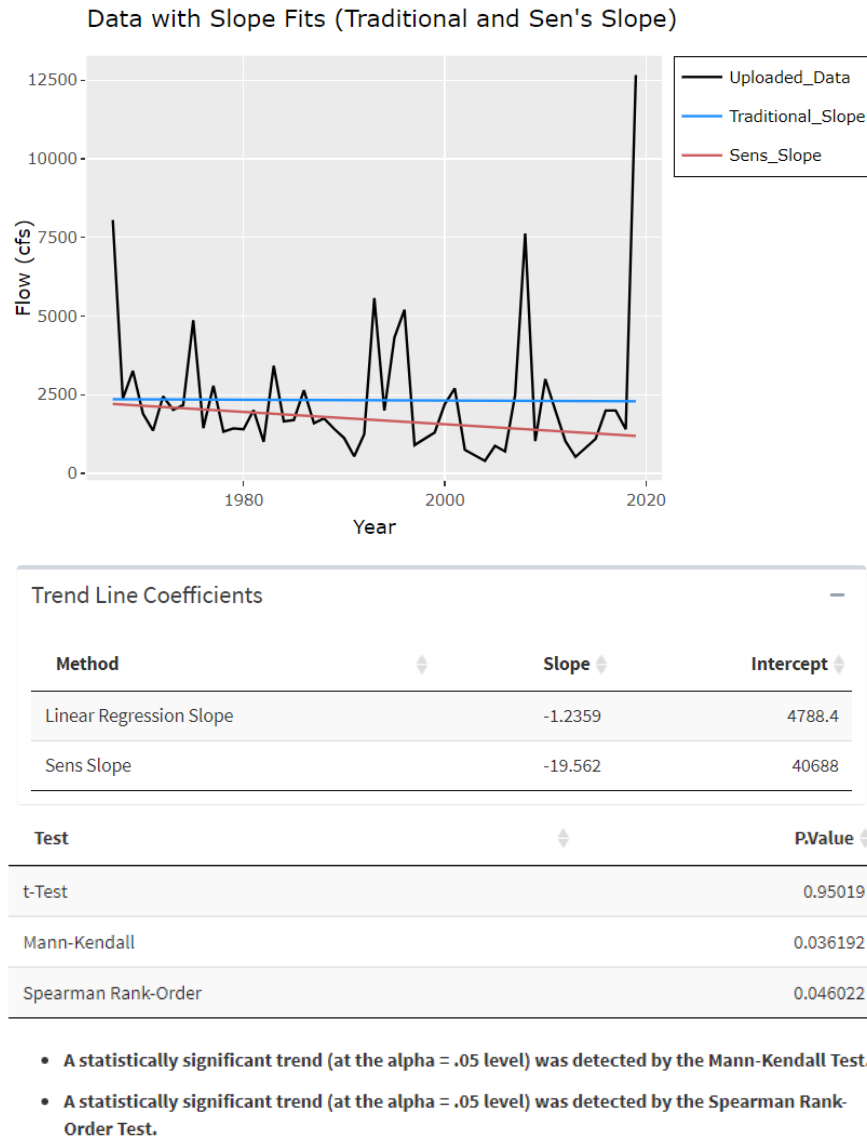 Data with Slope Fits (Traditional and Sen's Slope)
12500
10000
7500
5000
2500
0
Flow (cfs)
1980
2000
2020
Year
Uploaded_Data
Traditional_Slope
Sens_Slope
Trend Line Coefficients
Method Slope Intercept
Linear Regression Slope -1.2359 4788.4
Sens Slope -19.562 40688
Test P.Value
t-Test 0.95019
Mann-Kendall 0.036192
Spearman Rank-Order 0.046022
• A statistically significant trend (at the alpha = .05 level) was detected by the Mann-Kendall Test.
• A statistically significant trend (at the alpha = .05 level) was detected by the Spearman Rank-
Order Test.